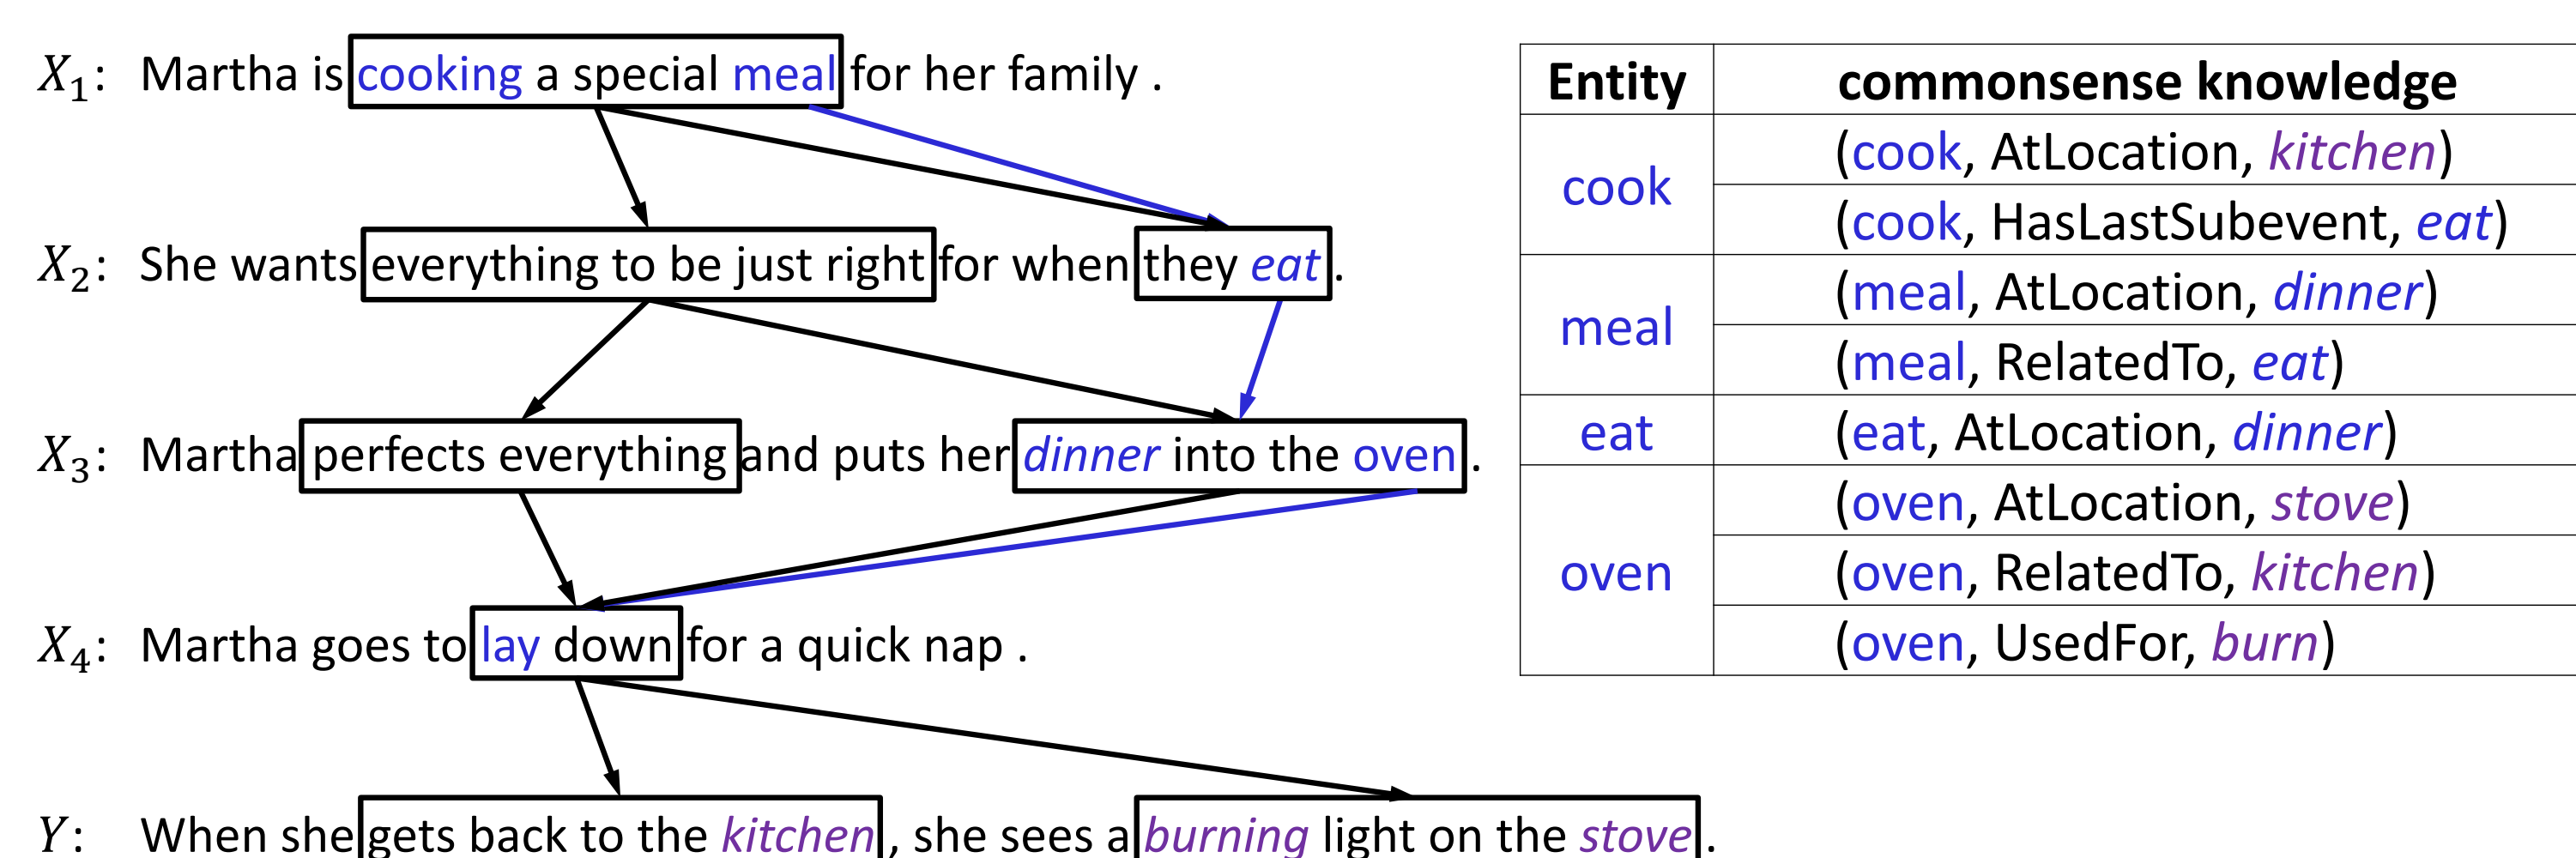 X₁: Martha is cooking a special meal for her family .
X₂: She wants everything to be just right for when they eat .
X₃: Martha perfects everything and puts her dinner into the oven .
X₄: Martha goes to lay down for a quick nap .
Y: When she gets back to the kitchen , she sees a burning light on the stove .
Entity commonsense knowledge
cook
(cook, AtLocation, kitchen)
(cook, HasLastSubevent, eat)
meal
(meal, AtLocation, dinner)
(meal, RelatedTo, eat)
eat (eat, AtLocation, dinner)
oven
(oven, AtLocation, stove)
(oven, RelatedTo, kitchen)
(oven, UsedFor, burn)